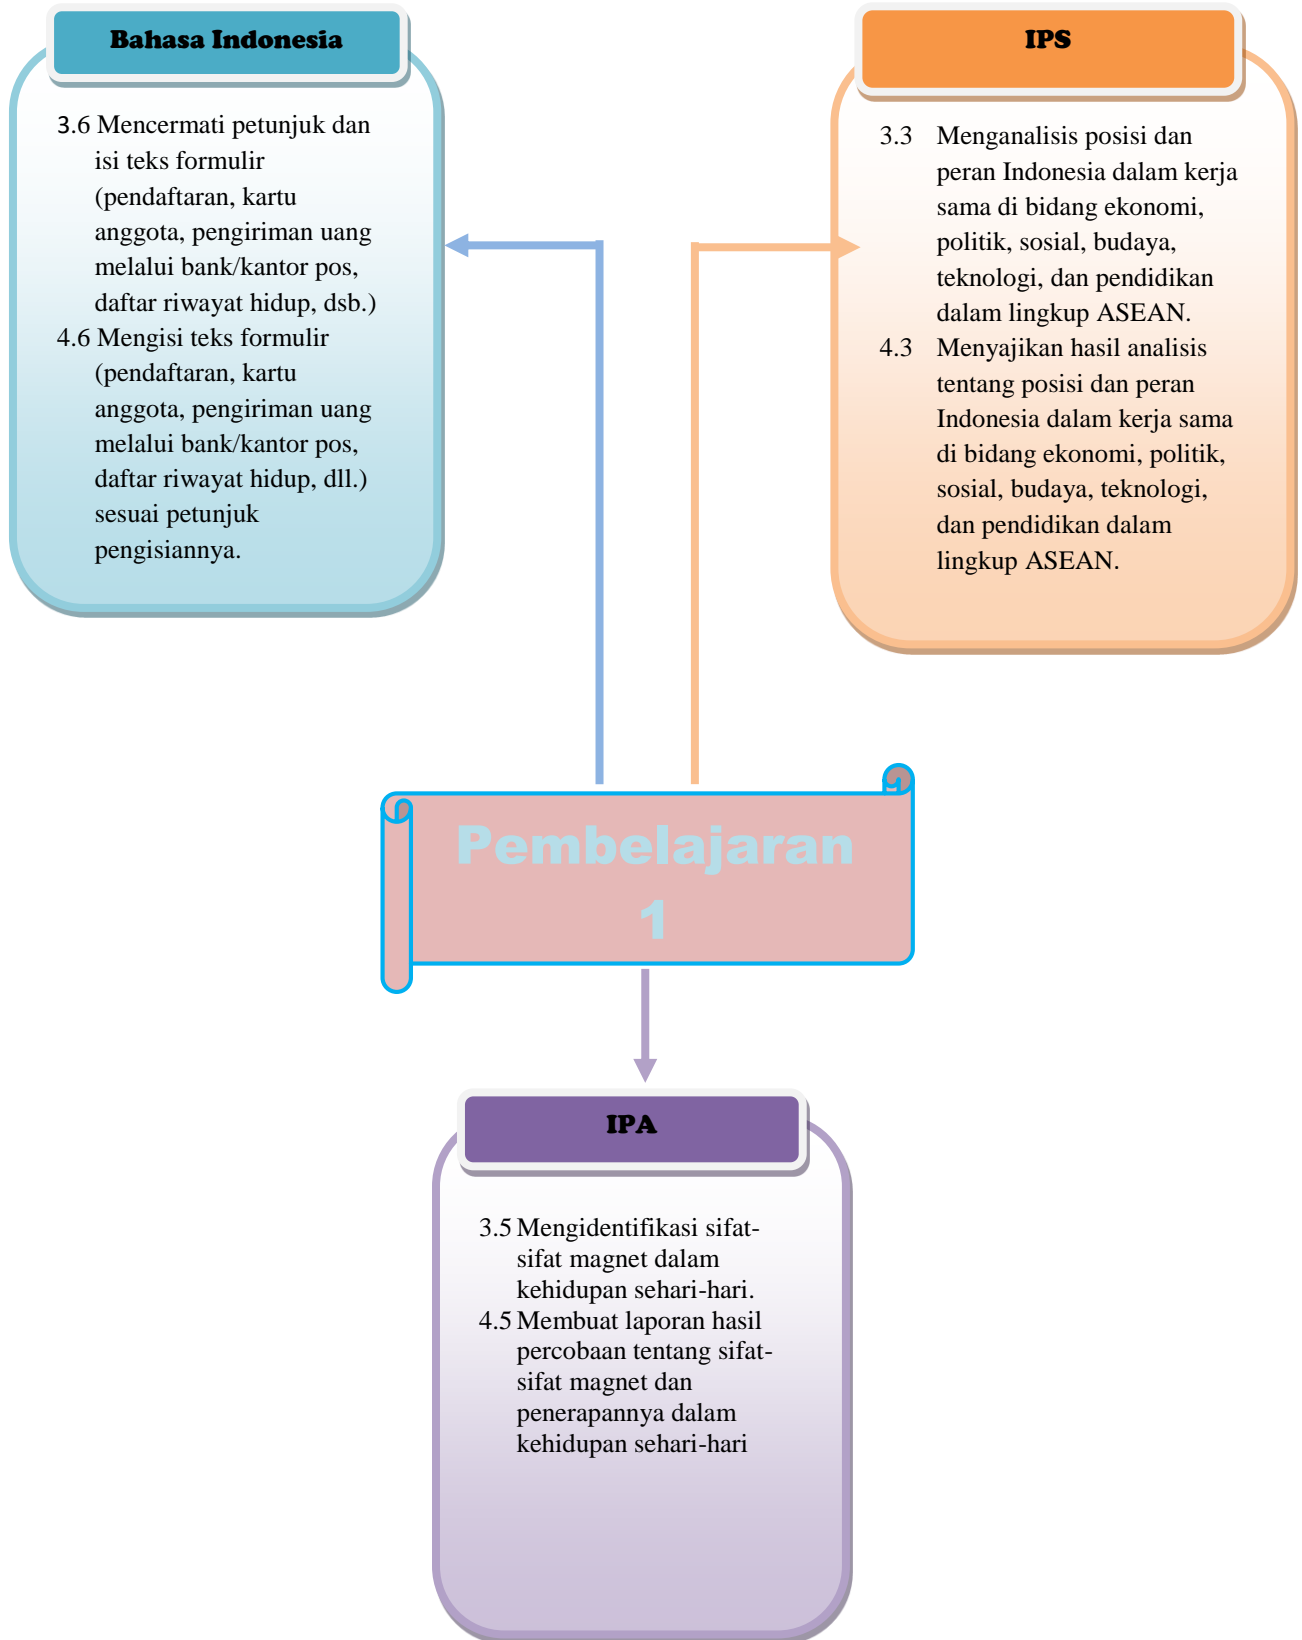 Bahasa Indonesia
3.6 Mencermati petunjuk dan
isi teks formulir
(pendaftaran, kartu
anggota, pengiriman uang
melalui bank/kantor pos,
daftar riwayat hidup, dsb.)
4.6 Mengisi teks formulir
(pendaftaran, kartu
anggota, pengiriman uang
melalui bank/kantor pos,
daftar riwayat hidup, dll.)
sesuai petunjuk
pengisiannya.
IPS
3.3 Menganalisis posisi dan
peran Indonesia dalam kerja
sama di bidang ekonomi,
politik, sosial, budaya,
teknologi, dan pendidikan
dalam lingkup ASEAN.
4.3 Menyajikan hasil analisis
tentang posisi dan peran
Indonesia dalam kerja sama
di bidang ekonomi, politik,
sosial, budaya, teknologi,
dan pendidikan dalam
lingkup ASEAN.
Pembelajaran
1
IPA
3.5 Mengidentifikasi sifat-
sifat magnet dalam
kehidupan sehari-hari.
4.5 Membuat laporan hasil
percobaan tentang sifat-
sifat magnet dan
penerapannya dalam
kehidupan sehari-hari